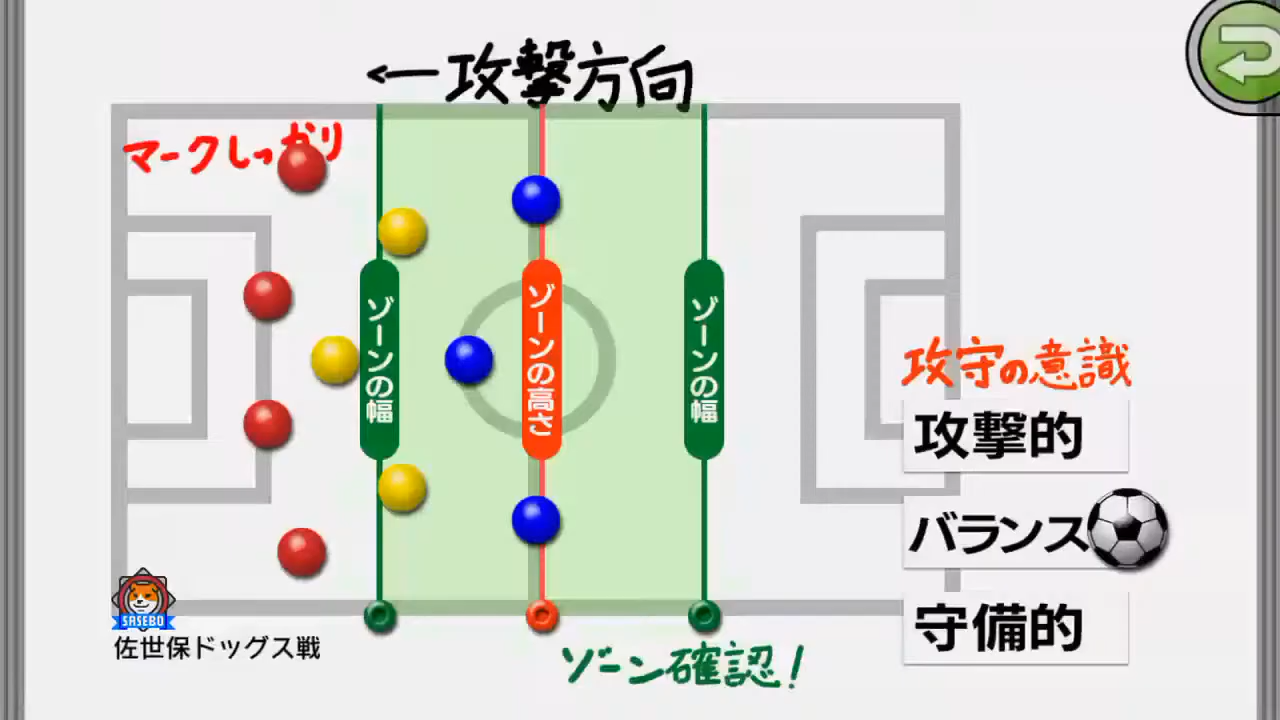 ←攻撃方向
マークしっかり
ゾーンの幅
ゾーンの高さ
ゾーンの幅
攻守の意識
攻撃的
バランス
守備的
SASEBO
佐世保ドッグス戦
ゾーン確認！